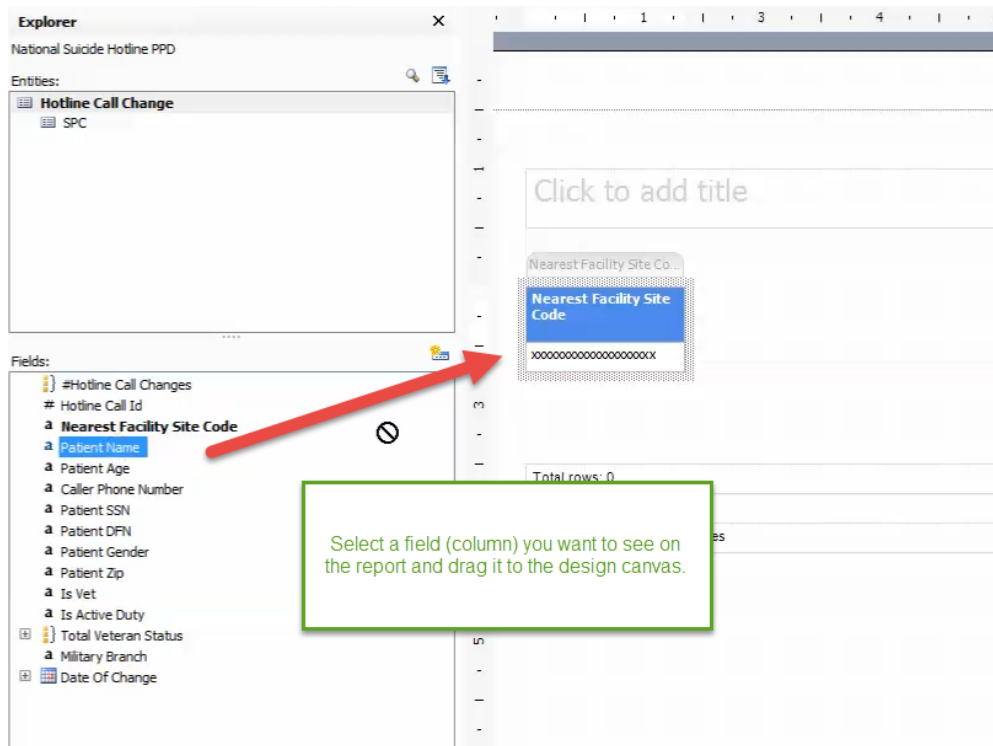 Explorer
National Suicide Hotline PPD
Entities:
Hotline Call Change
SPC
Fields:
#Hotline Call Changes
# Hotline Call Id
a Nearest Facility Site Code
a Patient Name
a Patient Age
a Caller Phone Number
a Patient SSN
a Patient DFN
a Patient Gender
a Patient Zip
a Is Vet
a Is Active Duty
Total Veteran Status
a Military Branch
Date Of Change
1 3 4
1
3
5
Click to add title
Nearest Facility Site Co...
Nearest Facility Site
Code
Total rows: 0
es
Select a field (column) you want to see on
the report and drag it to the design canvas.